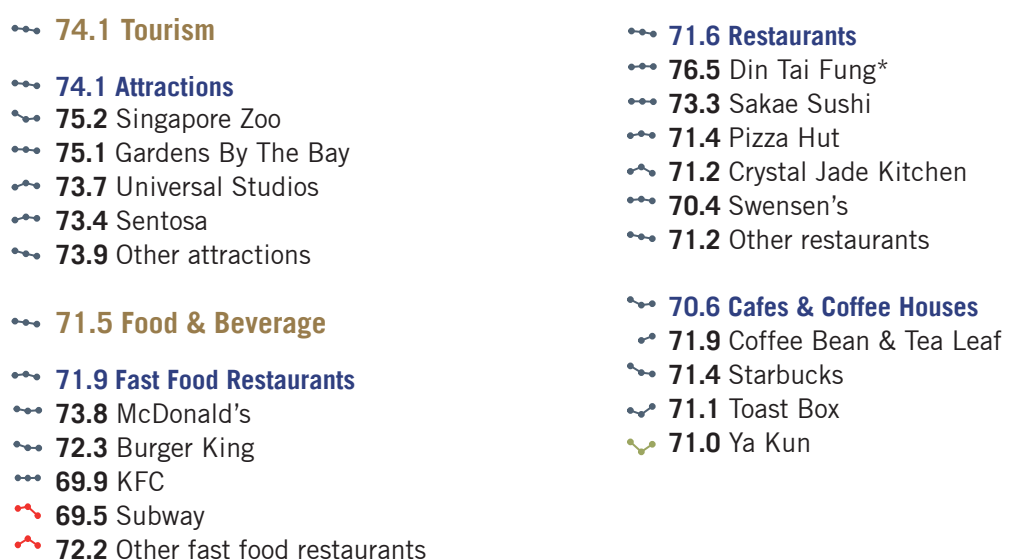 74.1 Tourism
74.1 Attractions
75.2 Singapore Zoo
75.1 Gardens By The Bay
73.7 Universal Studios
73.4 Sentosa
73.9 Other attractions
71.5 Food & Beverage
71.9 Fast Food Restaurants
73.8 McDonald’s
72.3 Burger King
69.9 KFC
69.5 Subway
72.2 Other fast food restaurants
71.6 Restaurants
76.5 Din Tai Fung*
73.3 Sakae Sushi
71.4 Pizza Hut
71.2 Crystal Jade Kitchen
70.4 Swensen’s
71.2 Other restaurants
70.6 Cafes & Coffee Houses
71.9 Coffee Bean & Tea Leaf
71.4 Starbucks
71.1 Toast Box
71.0 Ya Kun